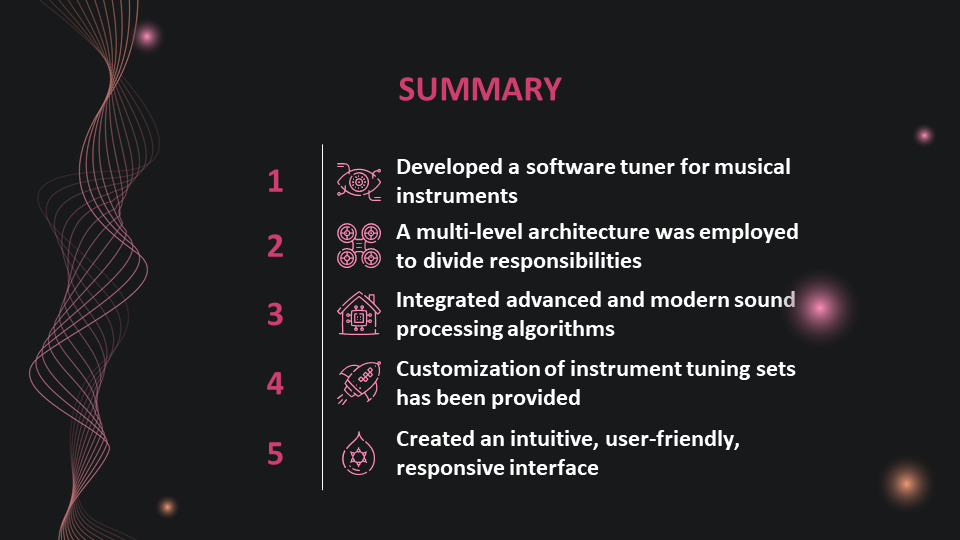 SUMMARY
1
Developed a software tuner for musical
instruments
2
A multi-level architecture was employed
to divide responsibilities
3
Integrated advanced and modern sound
processing algorithms
4
Customization of instrument tuning sets
has been provided
5
Created an intuitive, user-friendly,
responsive interface